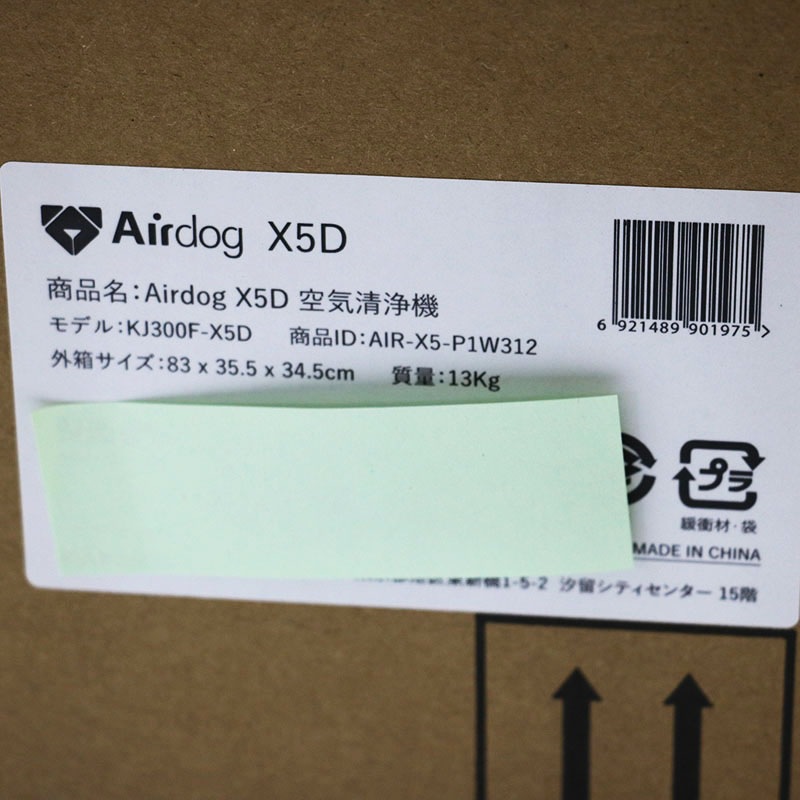 Airdog X5D
商品名:Airdog X5D 空気清浄機
モデル:KJ300F-X5D 商品ID:AIR-X5-P1W312
外箱サイズ:83 x 35.5 x 34.5cm 質量:13Kg
6 921489 901975 >
プラ
緩衝材・袋
MADE IN CHINA
1-5-2 汐留シティセンター 15階